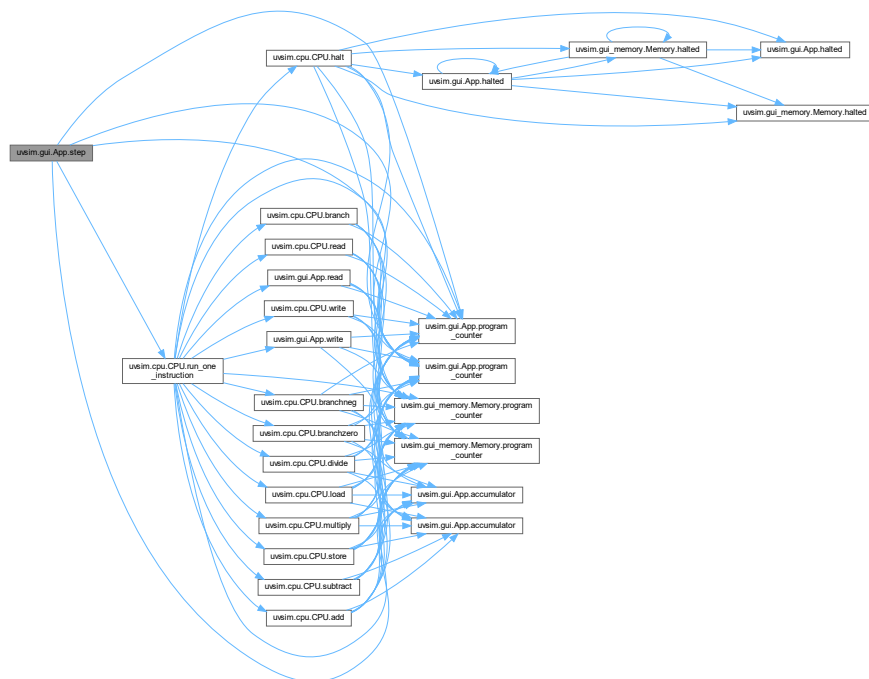 uvsim.gui.App.step
uvsim.cpu.CPU.run_one
_instruction
uvsim.cpu.CPU.halt
uvsim.cpu.CPU.branch
uvsim.cpu.CPU.read
uvsim.gui.App.read
uvsim.cpu.CPU.write
uvsim.gui.App.write
uvsim.cpu.CPU.branchneg
uvsim.cpu.CPU.branchzero
uvsim.cpu.CPU.divide
uvsim.cpu.CPU.load
uvsim.cpu.CPU.multiply
uvsim.cpu.CPU.store
uvsim.cpu.CPU.subtract
uvsim.cpu.CPU.add
uvsim.gui.App.halted
uvsim.gui_memory.Memory.halted
uvsim.gui.App.halted
uvsim.gui_memory.Memory.halted
uvsim.gui.App.program
_counter
uvsim.gui.App.program
_counter
uvsim.gui_memory.Memory.program
_counter
uvsim.gui_memory.Memory.program
_counter
uvsim.gui.App.accumulator
uvsim.gui.App.accumulator